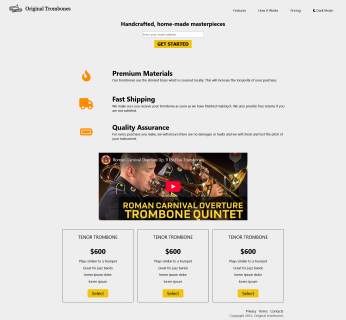 Original Trombones
Features
How It Works
Pricing
Dark Mode
Handcrafted, home-made masterpieces
Enter your email address
GET STARTED
Premium Materials
Our trombones use the shiniest brass which is sourced locally. This will increase the longevity of your purchase.
Fast Shipping
We make sure you recieve your trombone as soon as we have finished making it. We also provide free returns if you
are not satisfied.
Quality Assurance
For every purchase you make, we will ensure there are no damages or faults and we will check and test the pitch of
your instrument.
Roman Carnival Overture Op. 9 for Five Trombones
ROMAN CARNIVAL OVERTURE
TROMBONE QUINTET
TENOR TROMBONE
$600
Plays similar to a trumpet
Great for jazz bands
lorem ipsum dolor
lorem ipsum
Select
TENOR TROMBONE
$600
Plays similar to a trumpet
Great for jazz bands
lorem ipsum dolor
lorem ipsum
Select
TENOR TROMBONE
$600
Plays similar to a trumpet
Great for jazz bands
lorem ipsum dolor
lorem ipsum
Select
Privacy Terms Contacts
Original Trombones